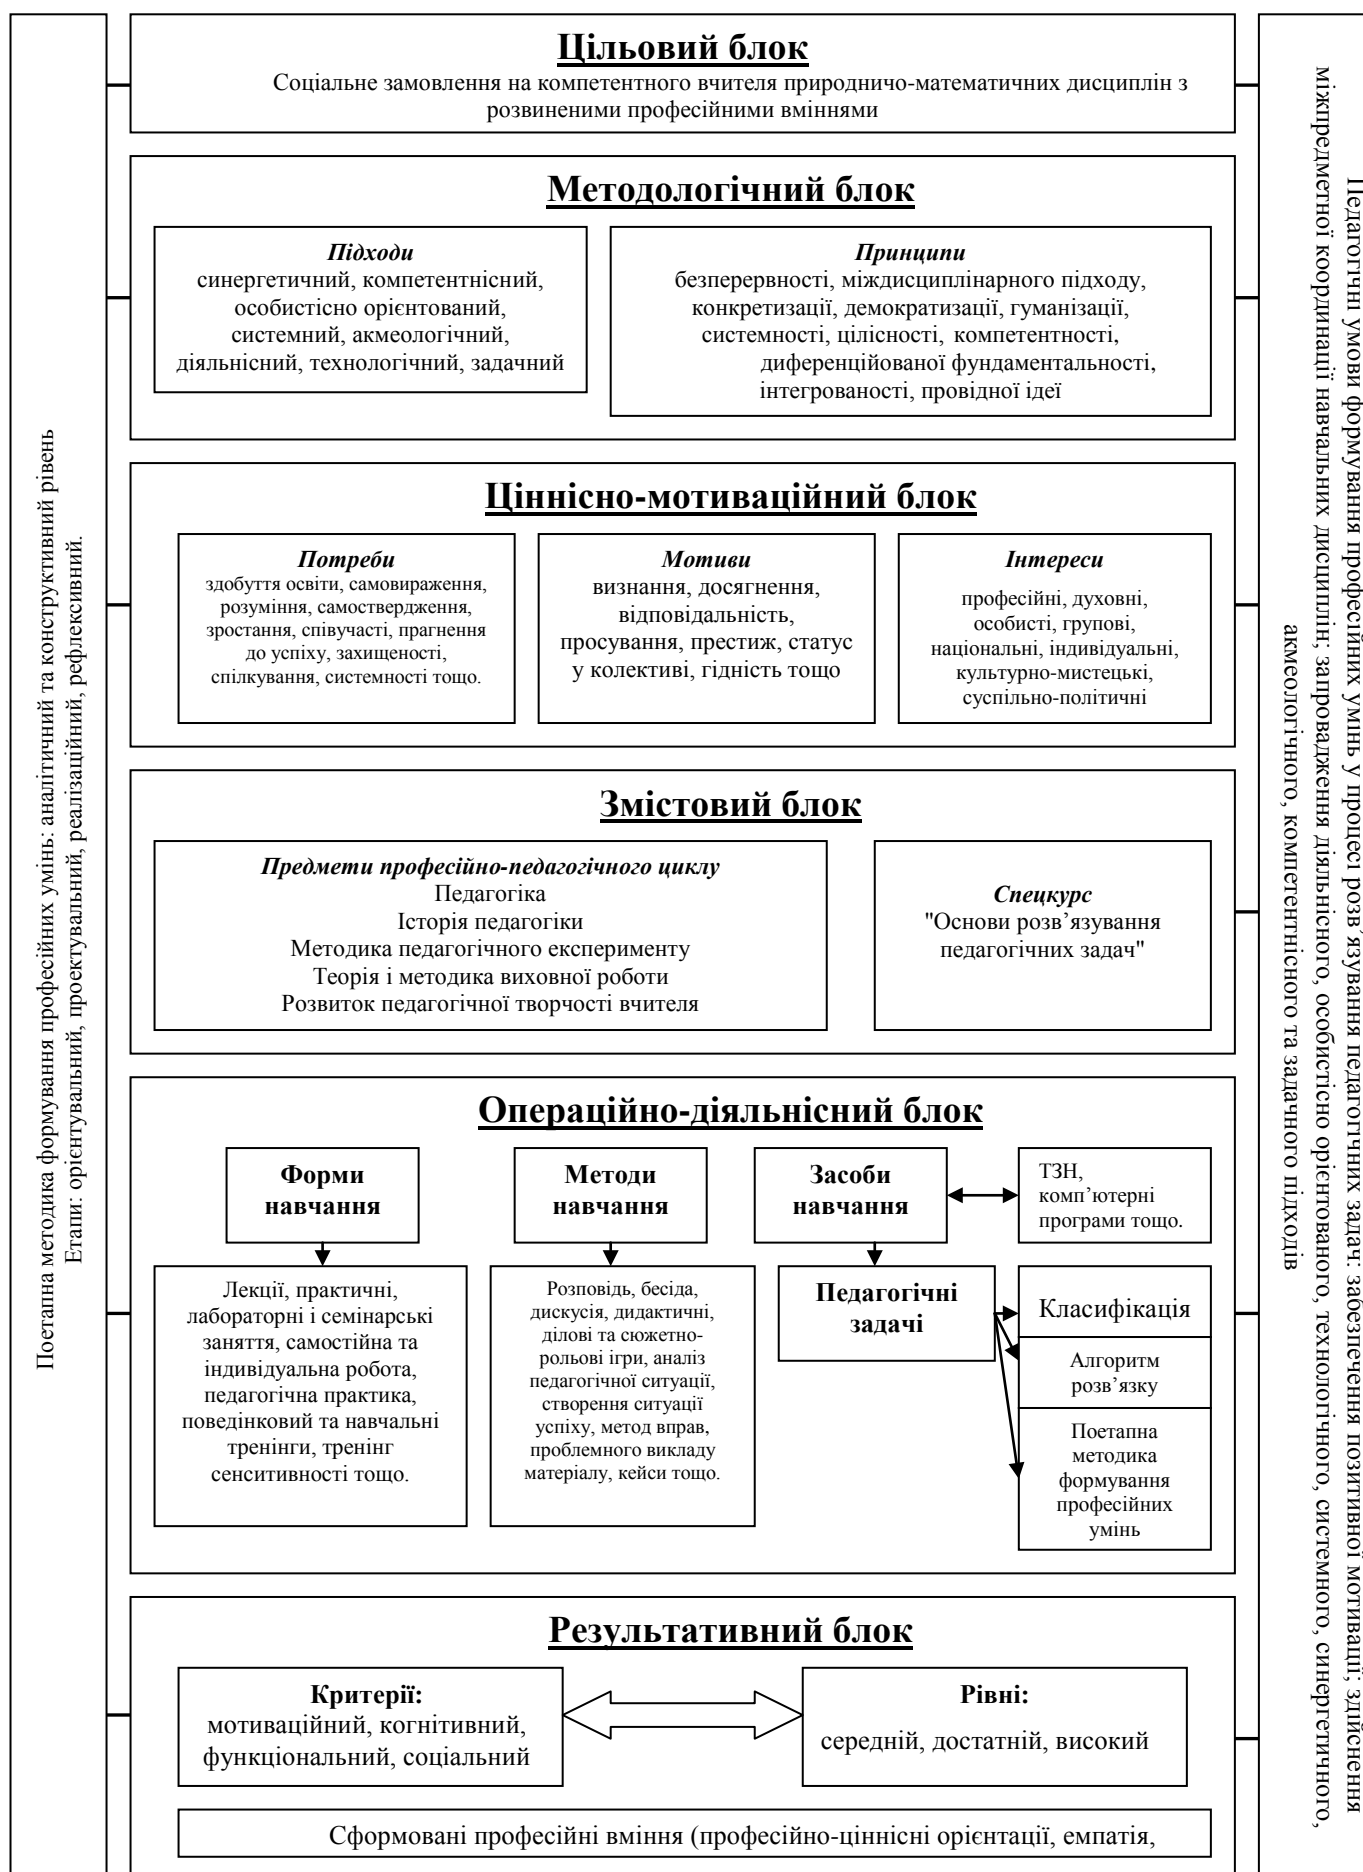 Поетапна методика формування професійних умінь: аналітичний та конструктивний рівень
Етапи: орієнтувальний, проектувальний, реалізаційний, рефлексивний.
Цільовий блок
Соціальне замовлення на компетентного вчителя природничо-математичних дисциплін з
розвиненими професійними вміннями
Методологічний блок
Підходи
синергетичний, компетентнісний,
особистісно орієнтований,
системний, акмеологічний,
діяльнісний, технологічний, задачний
Принципи
безперервності, міждисциплінарного підходу,
конкретизації, демократизації, гуманізації,
системності, цілісності, компетентності,
диференційованої фундаментальності,
інтегрованості, провідної ідеї
Ціннісно-мотиваційний блок
Потреби
здобуття освіти, самовираження,
розуміння, самоствердження,
зростання, співучасті, прагнення
до успіху, захищеності,
спілкування, системності тощо.
Мотиви
визнання, досягнення,
відповідальність,
просування, престиж, статус
у колективі, гідність тощо
Інтереси
професійні, духовні,
особисті, групові,
національні, індивідуальні,
культурно-мистецькі,
суспільно-політичні
Змістовий блок
Предмети професійно-педагогічного циклу
Педагогіка
Історія педагогіки
Методика педагогічного експерименту
Теорія і методика виховної роботи
Розвиток педагогічної творчості вчителя
Спецкурс
"Основи розв’язування
педагогічних задач"
Операційно-діяльнісний блок
Форми
навчання
Методи
навчання
Засоби
навчання
ТЗН,
комп’ютерні
програми тощо.
Лекції, практичні,
лабораторні і семінарські
заняття, самостійна та
індивідуальна робота,
педагогічна практика,
поведінковий та навчальні
тренінги, тренінг
сенситивності тощо.
Розповідь, бесіда,
дискусія, дидактичні,
ділові та сюжетно-
рольові ігри, аналіз
педагогічної ситуації,
створення ситуації
успіху, метод вправ,
проблемного викладу
матеріалу, кейси тощо.
Педагогічні
задачі
Класифікація
Алгоритм
розв’язку
Поетапна
методика
формування
професійних
умінь
Результативний блок
Критерії:
мотиваційний, когнітивний,
функціональний, соціальний
Рівні:
середній, достатній, високий
Сформовані професійні вміння (професійно-ціннісні орієнтації, емпатія,
Педагогічні умови формування професійних умінь у процесі розв’язування педагогічних задач: забезпечення позитивної мотивації; здійснення
міжпредметної координації навчальних дисциплін; запровадження діяльнісного, особистісно орієнтованого, технологічного, системного, синергетичного,
акмеологічного, компетентнісного та задачного підходів